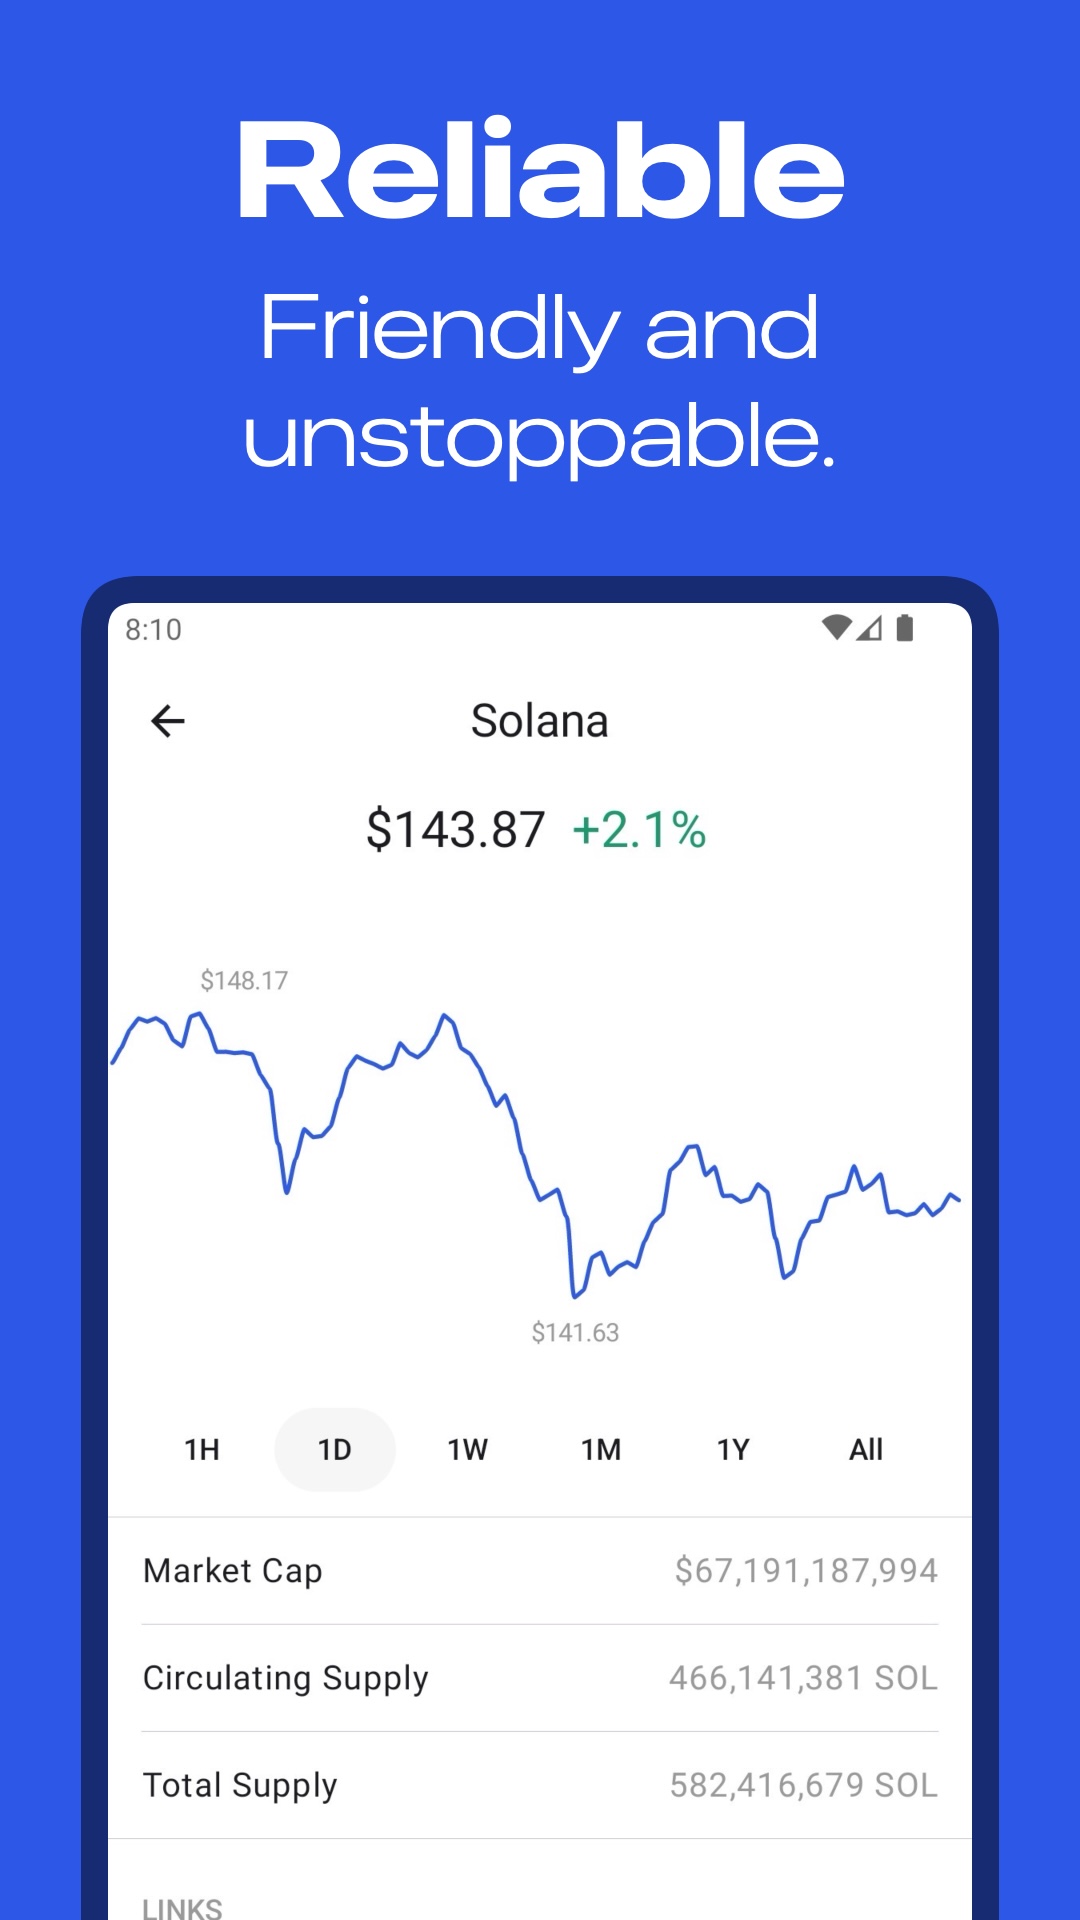 Reliable
Friendly and
unstoppable.
8:10
Solana
$143.87 +2.1%
$148.17
$141.63
1H 1D 1W 1M 1Y All
Market Cap $67,191,187,994
Circulating Supply 466,141,381 SOL
Total Supply 582,416,679 SOL
LINKS